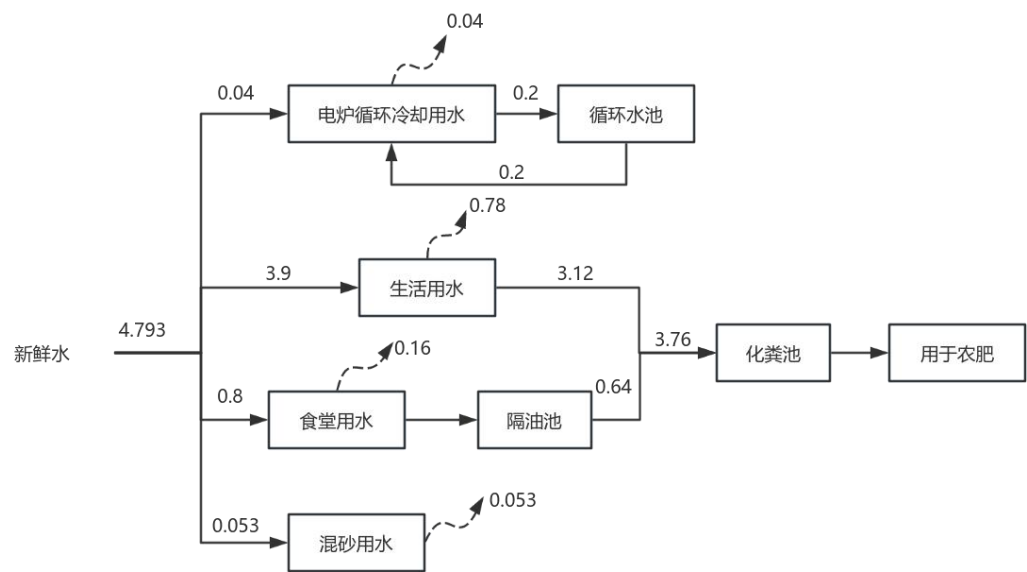 0.04
0.04
电炉循环冷却用水
0.2
循环水池
0.2
0.78
3.9
生活用水
3.12
新鲜水
4.793
0.16
3.76
化粪池
用于农肥
0.8
食堂用水
隔油池
0.64
0.053
混砂用水
0.053